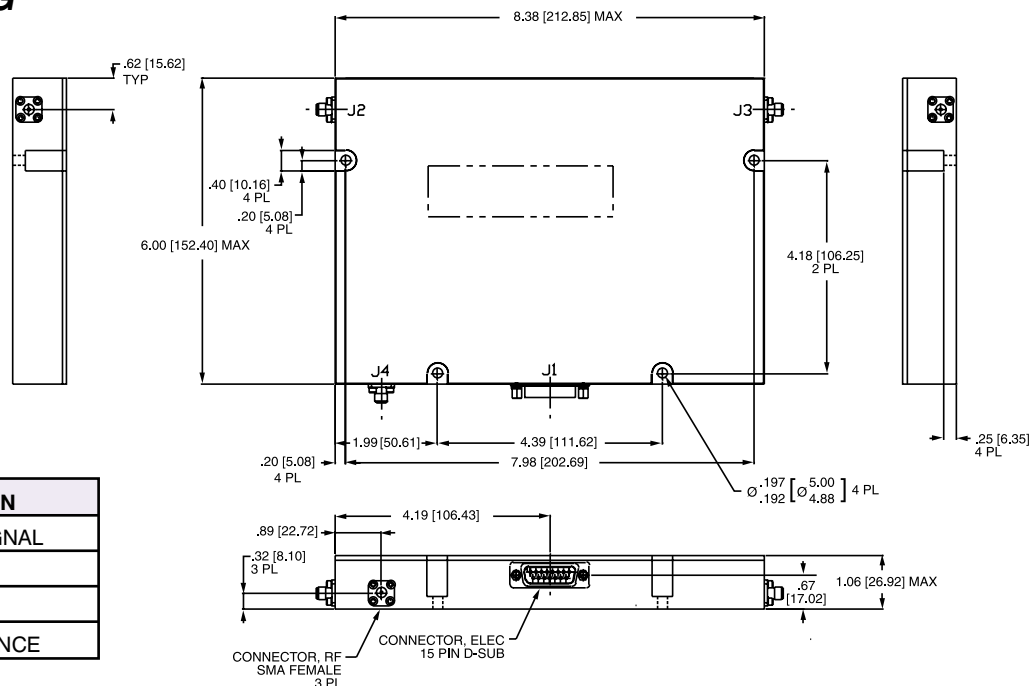 8.38 [212.85] MAX
.62 [15.62]
TYP
J2
J3
.40 [10.16]
4 PL
.20 [5.08]
4 PL
6.00 [152.40] MAX
4.18 [106.25]
2 PL
J4
J1
1.99 [50.61]
4.39 [111.62]
.25 [6.35]
4 PL
.20 [5.08]
4 PL
7.98 [202.69]
Ø .197 [Ø 5.00] 4 PL
.192 4.88
N
GNAL
NCE
4.19 [106.43]
.89 [22.72]
.32 [8.10]
3 PL
.67
[17.02]
1.06 [26.92] MAX
CONNECTOR, ELEC
15 PIN D-SUB
CONNECTOR, RF
SMA FEMALE
3 PL